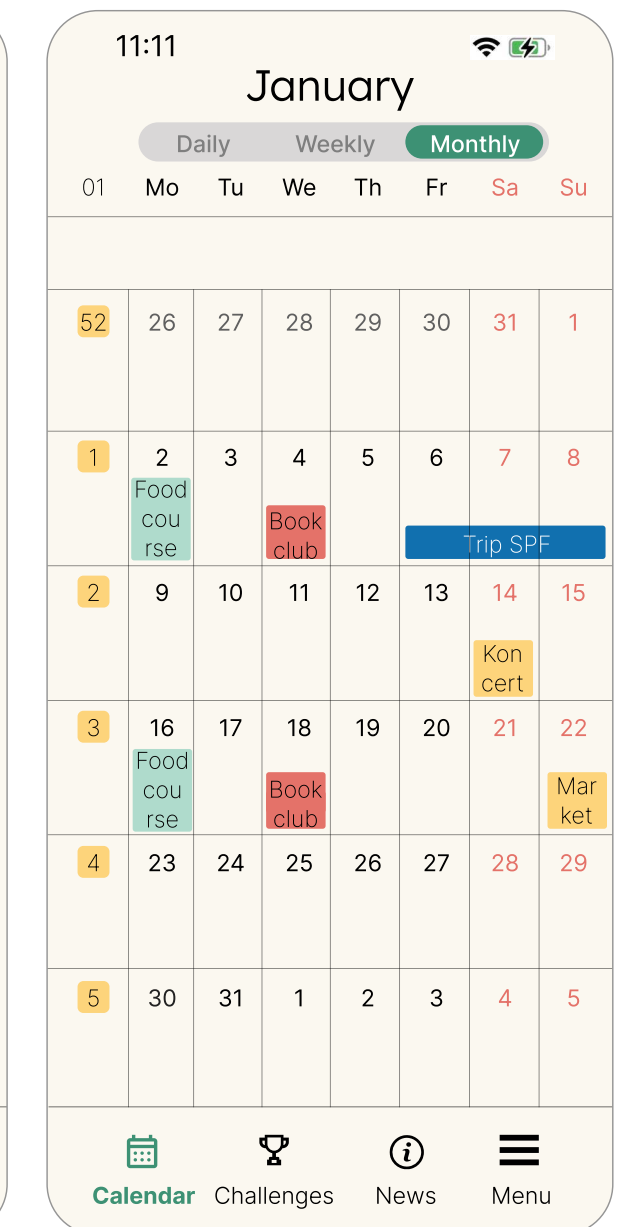 11:11
January
Daily Weekly Monthly
01 Mo Tu We Th Fr Sa Su
52 26 27 28 29 30 31 1
1 2 3 4 5 6 7 8
Food
cou
rse
Book
club
Trip SPF
2 9 10 11 12 13 14 15
Kon
cert
3 16 17 18 19 20 21 22
Food
cou
rse
Book
club
Mar
ket
4 23 24 25 26 27 28 29
5 30 31 1 2 3 4 5
Calendar Challenges News Menu